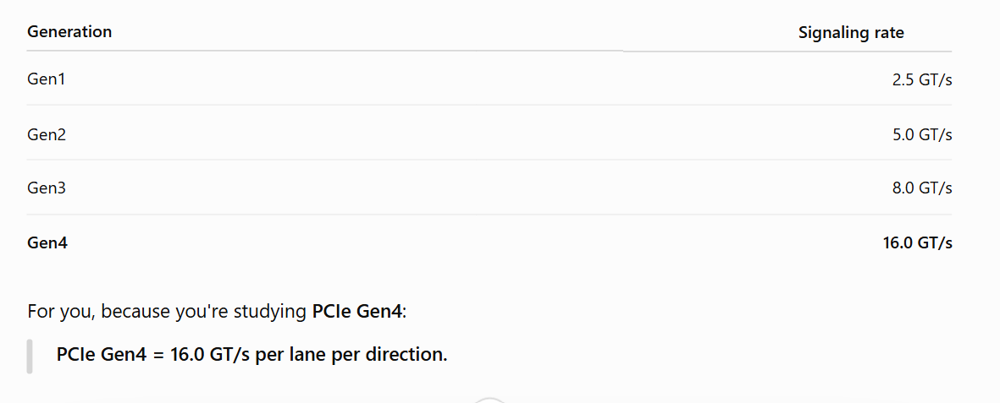 Generation Signaling rate
Gen1 2.5 GT/s
Gen2 5.0 GT/s
Gen3 8.0 GT/s
Gen4 16.0 GT/s
For you, because you're studying PCIe Gen4:
PCIe Gen4 = 16.0 GT/s per lane per direction.